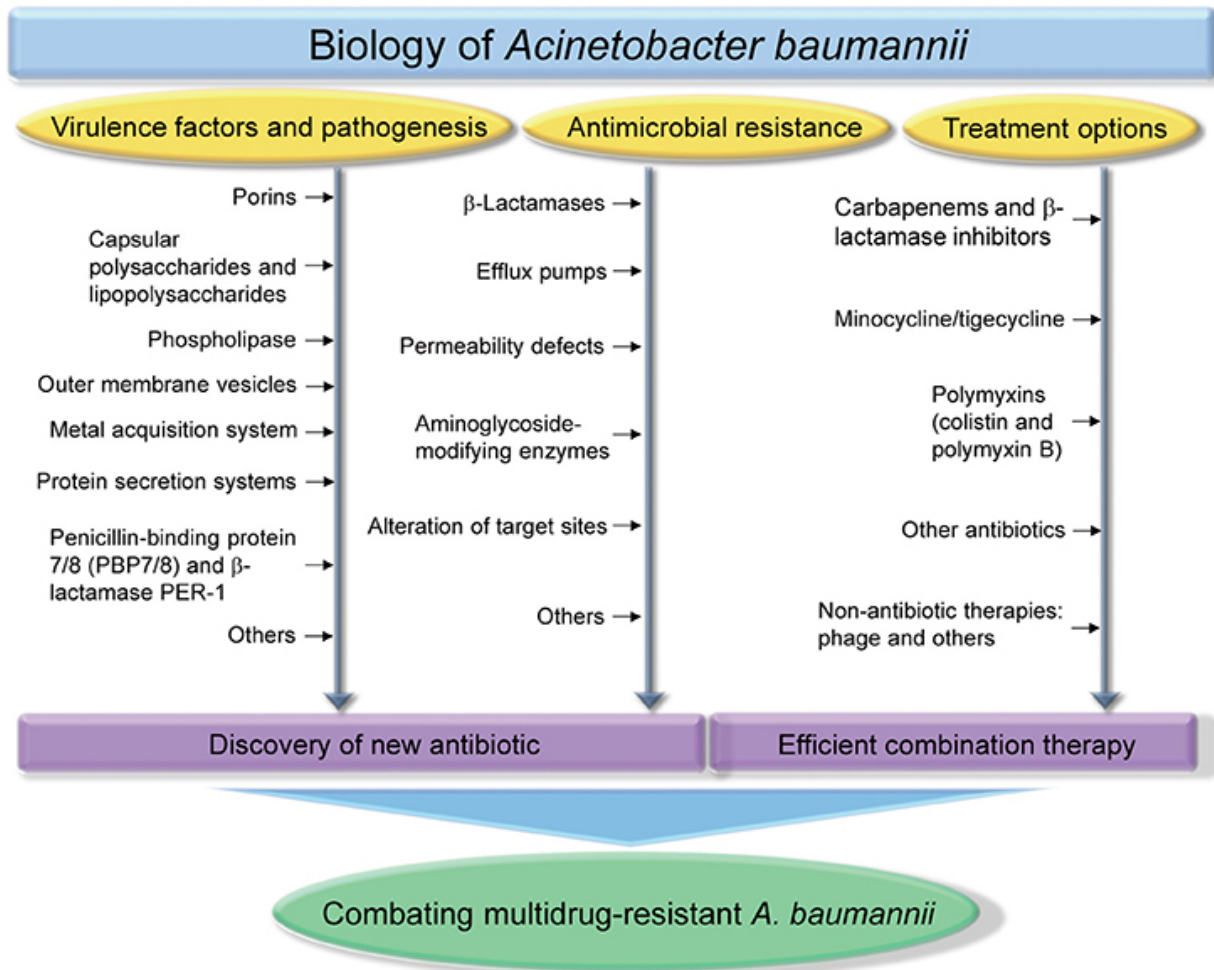 Biology of Acinetobacter baumannii
Virulence factors and pathogenesis
Porins
Capsular
polysaccharides and
lipopolysaccharides
Phospholipase
Outer membrane vesicles
Metal acquisition system
Protein secretion systems
Penicillin-binding protein
7/8 (PBP7/8) and β-
lactamase PER-1
Others
Antimicrobial resistance
β-Lactamases
Efflux pumps
Permeability defects
Aminoglycoside-
modifying enzymes
Alteration of target sites
Others
Treatment options
Carbapenems and β-
lactamase inhibitors
Minocycline/tigecycline
Polymyxins
(colistin and
polymyxin B)
Other antibiotics
Non-antibiotic therapies:
phage and others
Discovery of new antibiotic
Efficient combination therapy
Combating multidrug-resistant A. baumannii